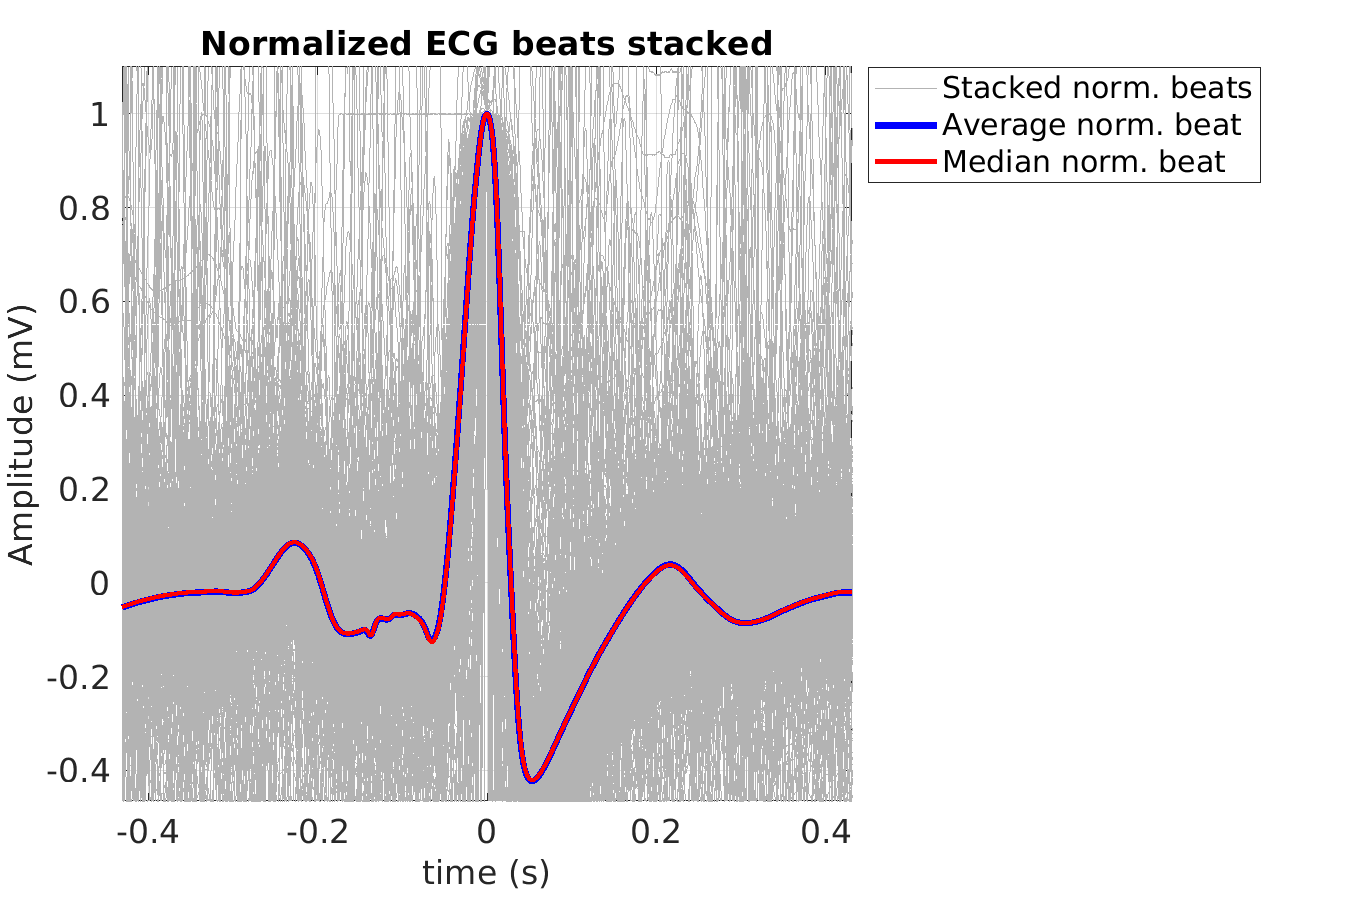 Normalized ECG beats stacked
Stacked norm. beats
Average norm. beat
Median norm. beat
Amplitude (mV)
1
0.8
0.6
0.4
0.2
0
-0.2
-0.4
-0.4 -0.2 0 0.2 0.4
time (s)